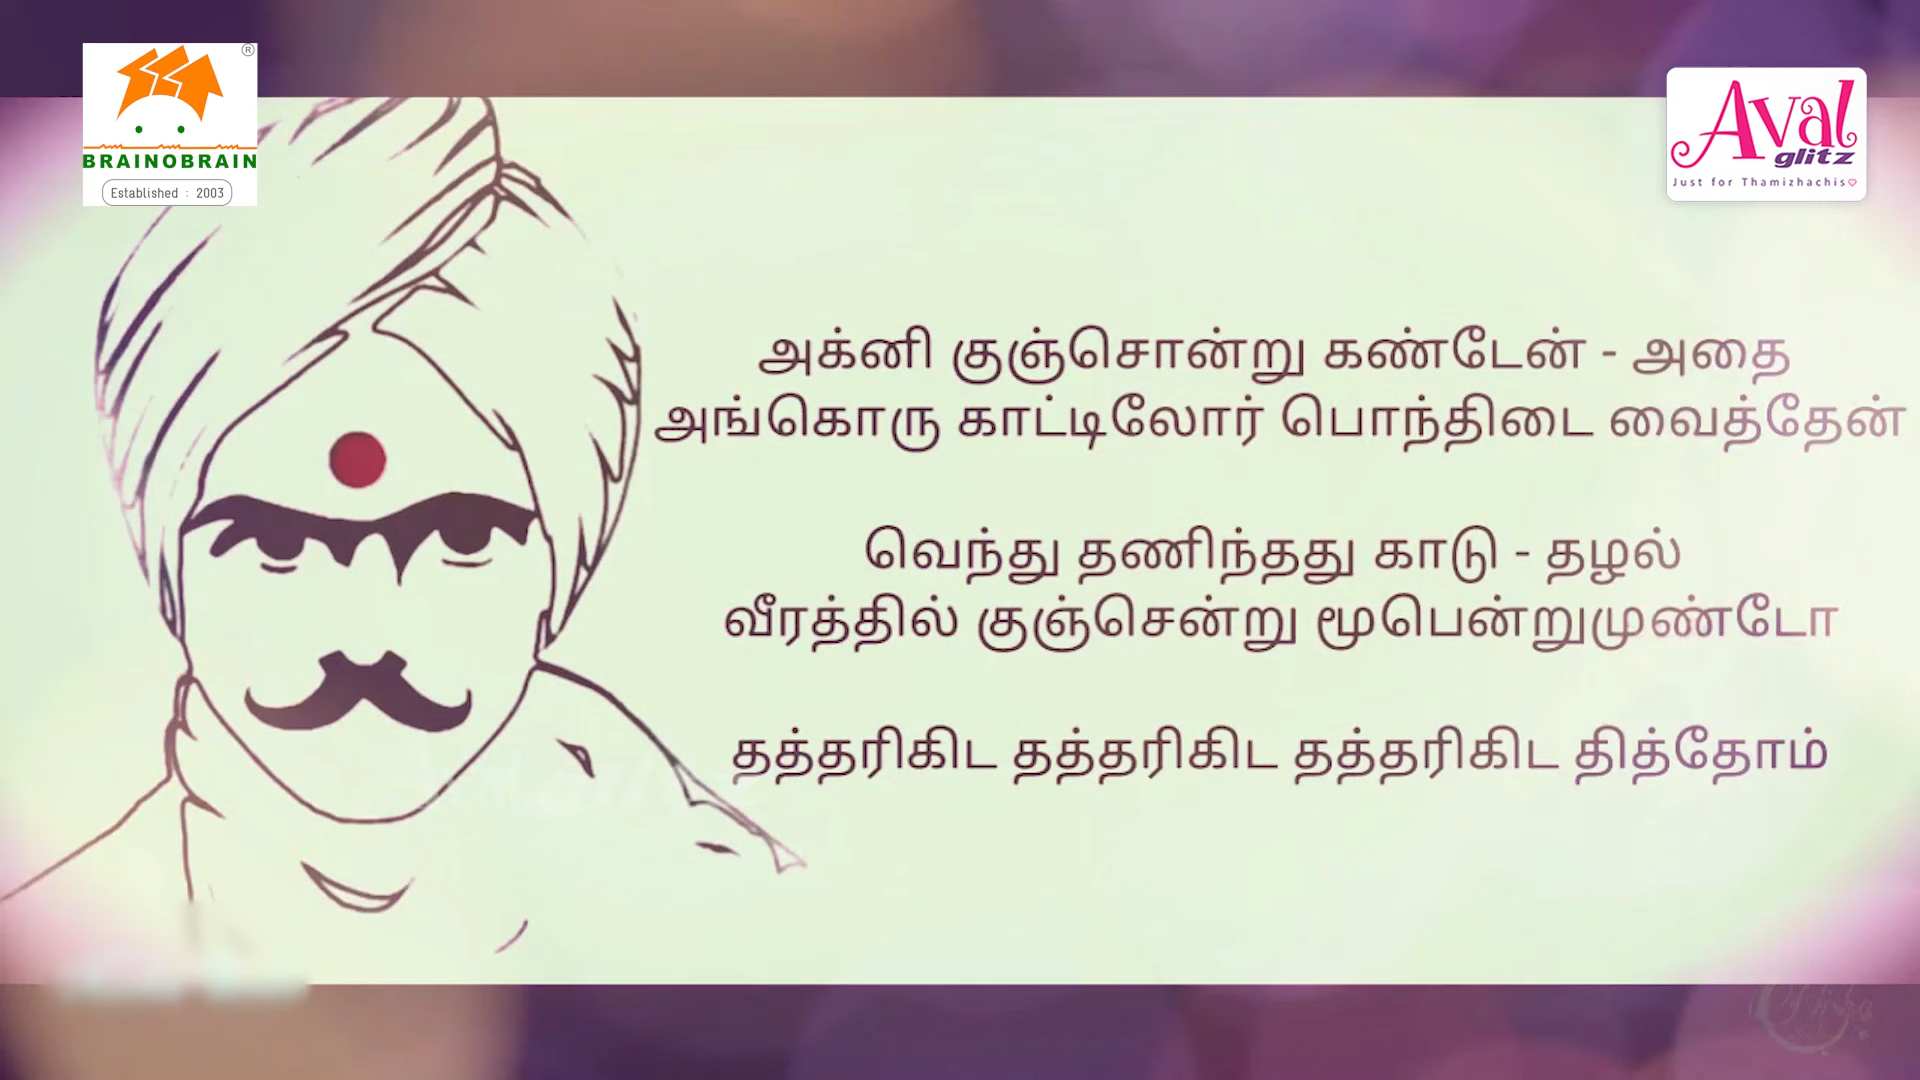 ®
BRAINOBRAIN
Established : 2003
Aval
glitz
Just for Thamizhachis
அக்னி குஞ்சொன்று கண்டேன் - அதை
அங்கொரு காட்டிலோர் பொந்திடை வைத்தேன்
வெந்து தணிந்தது காடு - தழல்
வீரத்தில் குஞ்சென்று மூபென்றுமுண்டோ
தத்தரிகிட தத்தரிகிட தத்தரிகிட தித்தோம்